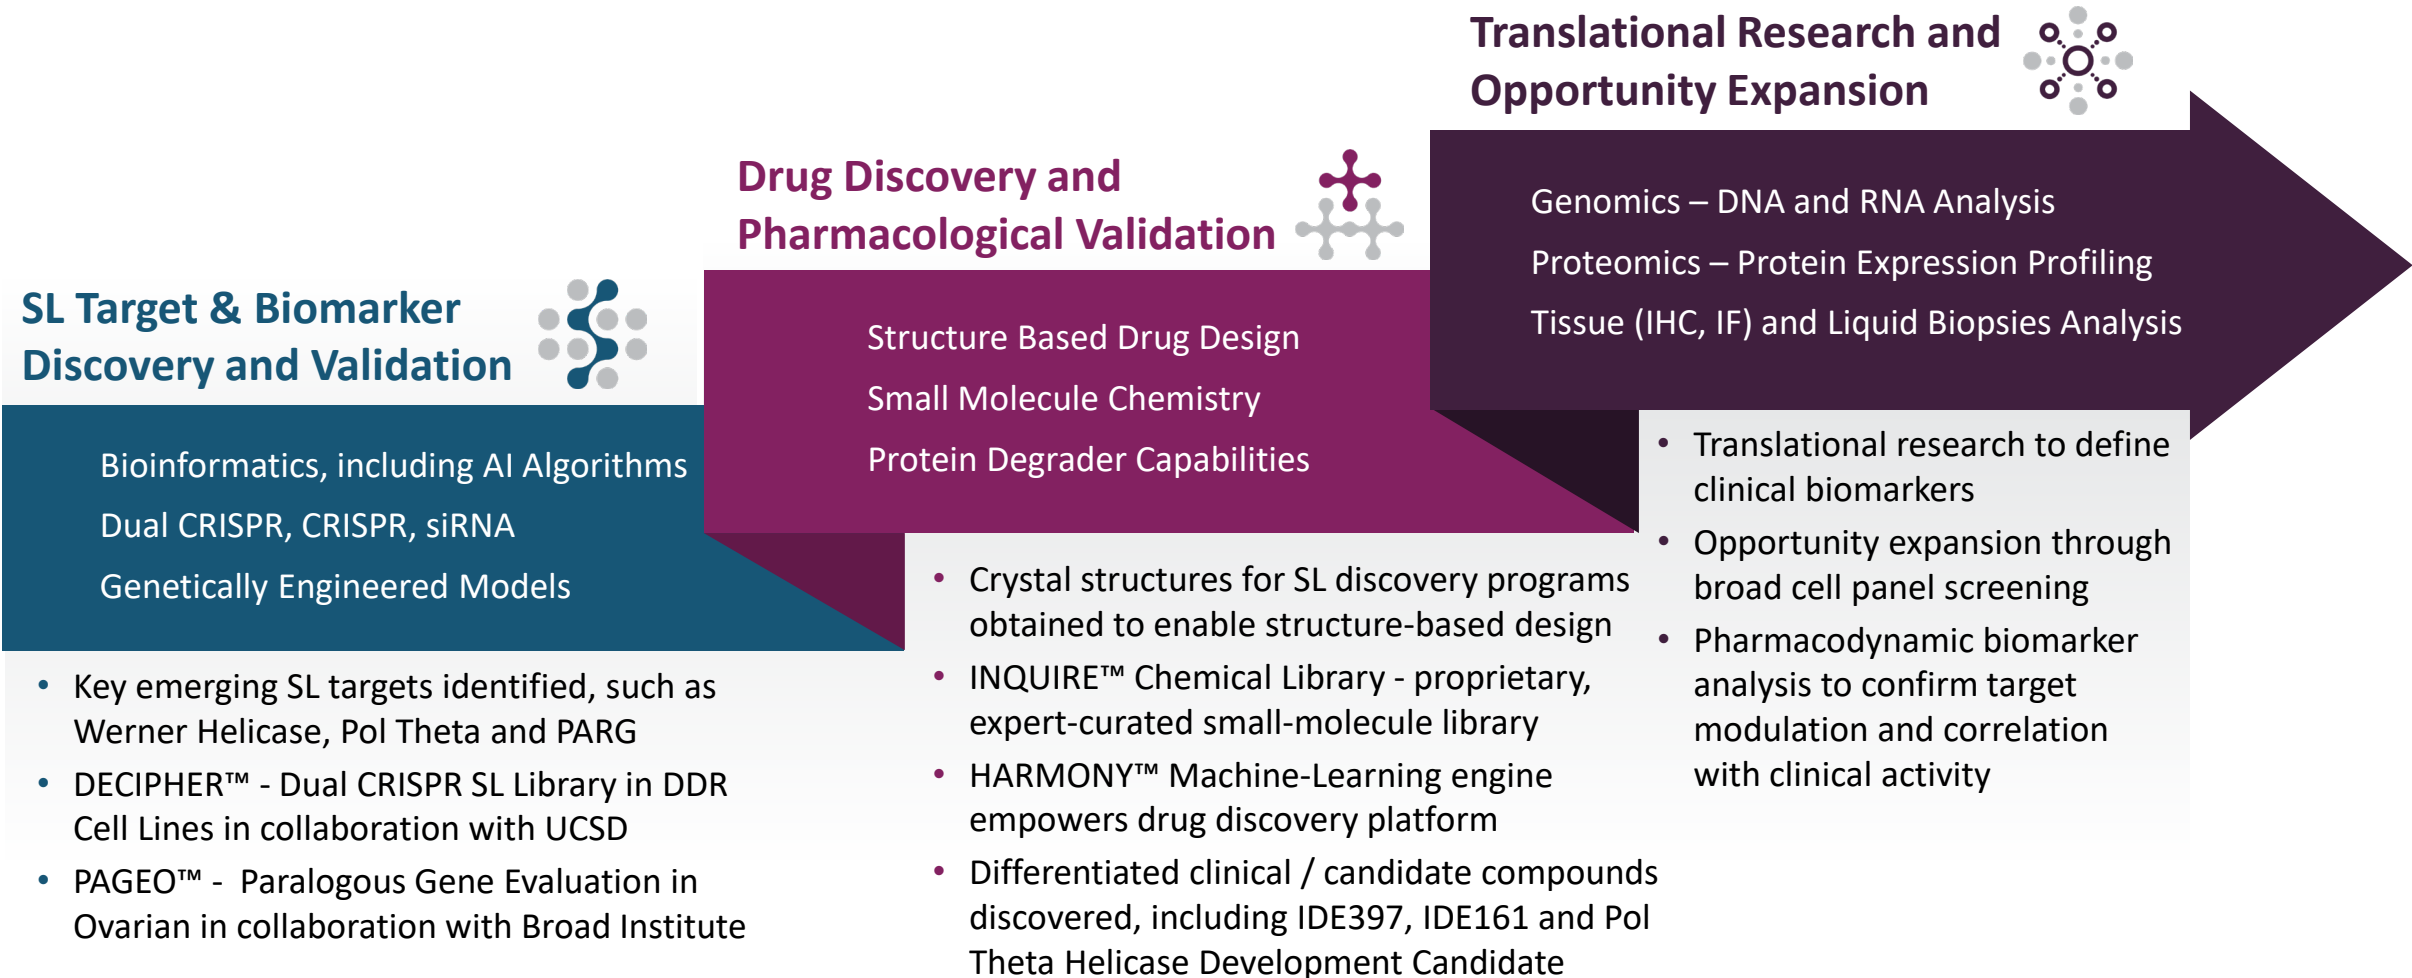 SL Target & Biomarker
Discovery and Validation
Bioinformatics, including AI Algorithms
Dual CRISPR, CRISPR, siRNA
Genetically Engineered Models
• Key emerging SL targets identified, such as
Werner Helicase, Pol Theta and PARG
• DECIPHER™ - Dual CRISPR SL Library in DDR
Cell Lines in collaboration with UCSD
• PAGEO™ - Paralogous Gene Evaluation in
Ovarian in collaboration with Broad Institute
Drug Discovery and
Pharmacological Validation
Structure Based Drug Design
Small Molecule Chemistry
Protein Degrader Capabilities
• Crystal structures for SL discovery programs
obtained to enable structure-based design
• INQUIRE™ Chemical Library - proprietary,
expert-curated small-molecule library
• HARMONY™ Machine-Learning engine
empowers drug discovery platform
• Differentiated clinical / candidate compounds
discovered, including IDE397, IDE161 and Pol
Theta Helicase Development Candidate
Translational Research and
Opportunity Expansion
Genomics – DNA and RNA Analysis
Proteomics – Protein Expression Profiling
Tissue (IHC, IF) and Liquid Biopsies Analysis
• Translational research to define
clinical biomarkers
• Opportunity expansion through
broad cell panel screening
• Pharmacodynamic biomarker
analysis to confirm target
modulation and correlation
with clinical activity